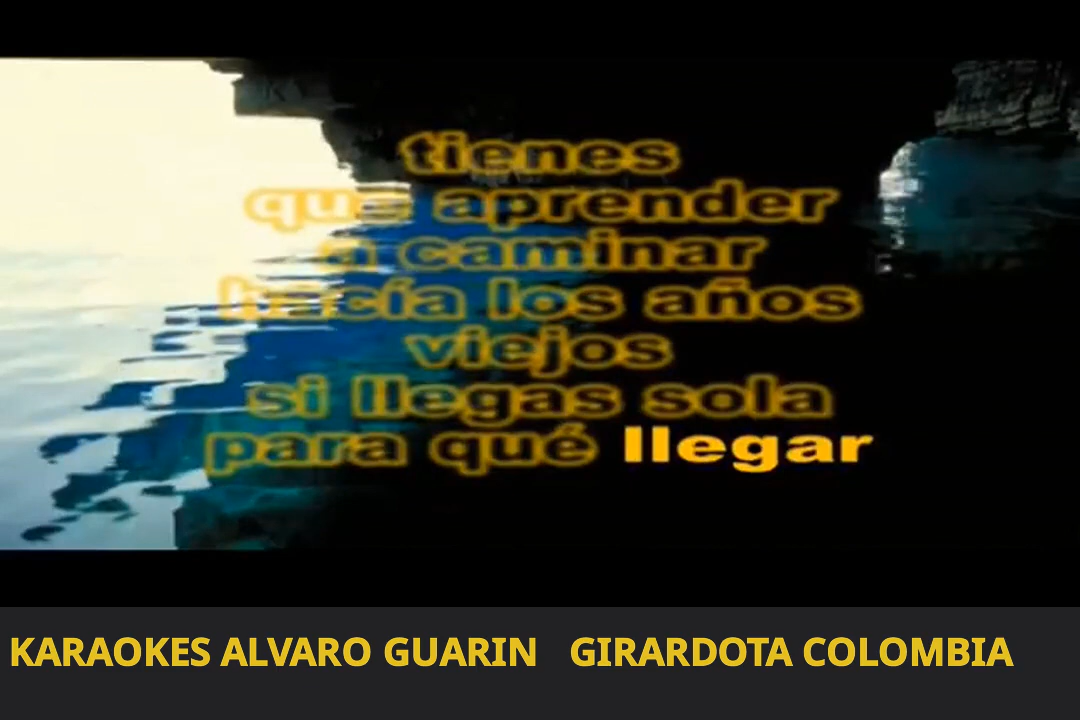 tienes
que aprender
a caminar
hacía los años
viejos
si llegas sola
para qué llegar
KARAOKES ALVARO GUARIN GIRARDOTA COLOMBIA